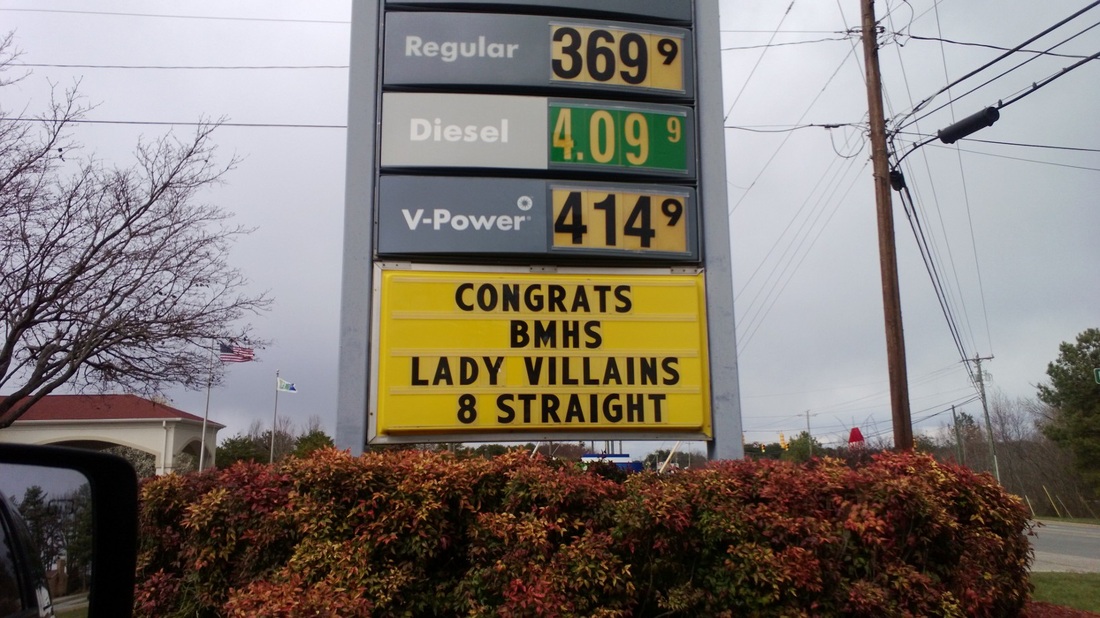 Regular 369 9
Diesel 4.09 9
V-Power 414 9
CONGRATS
BMHS
LADY VILLAINS
8 STRAIGHT